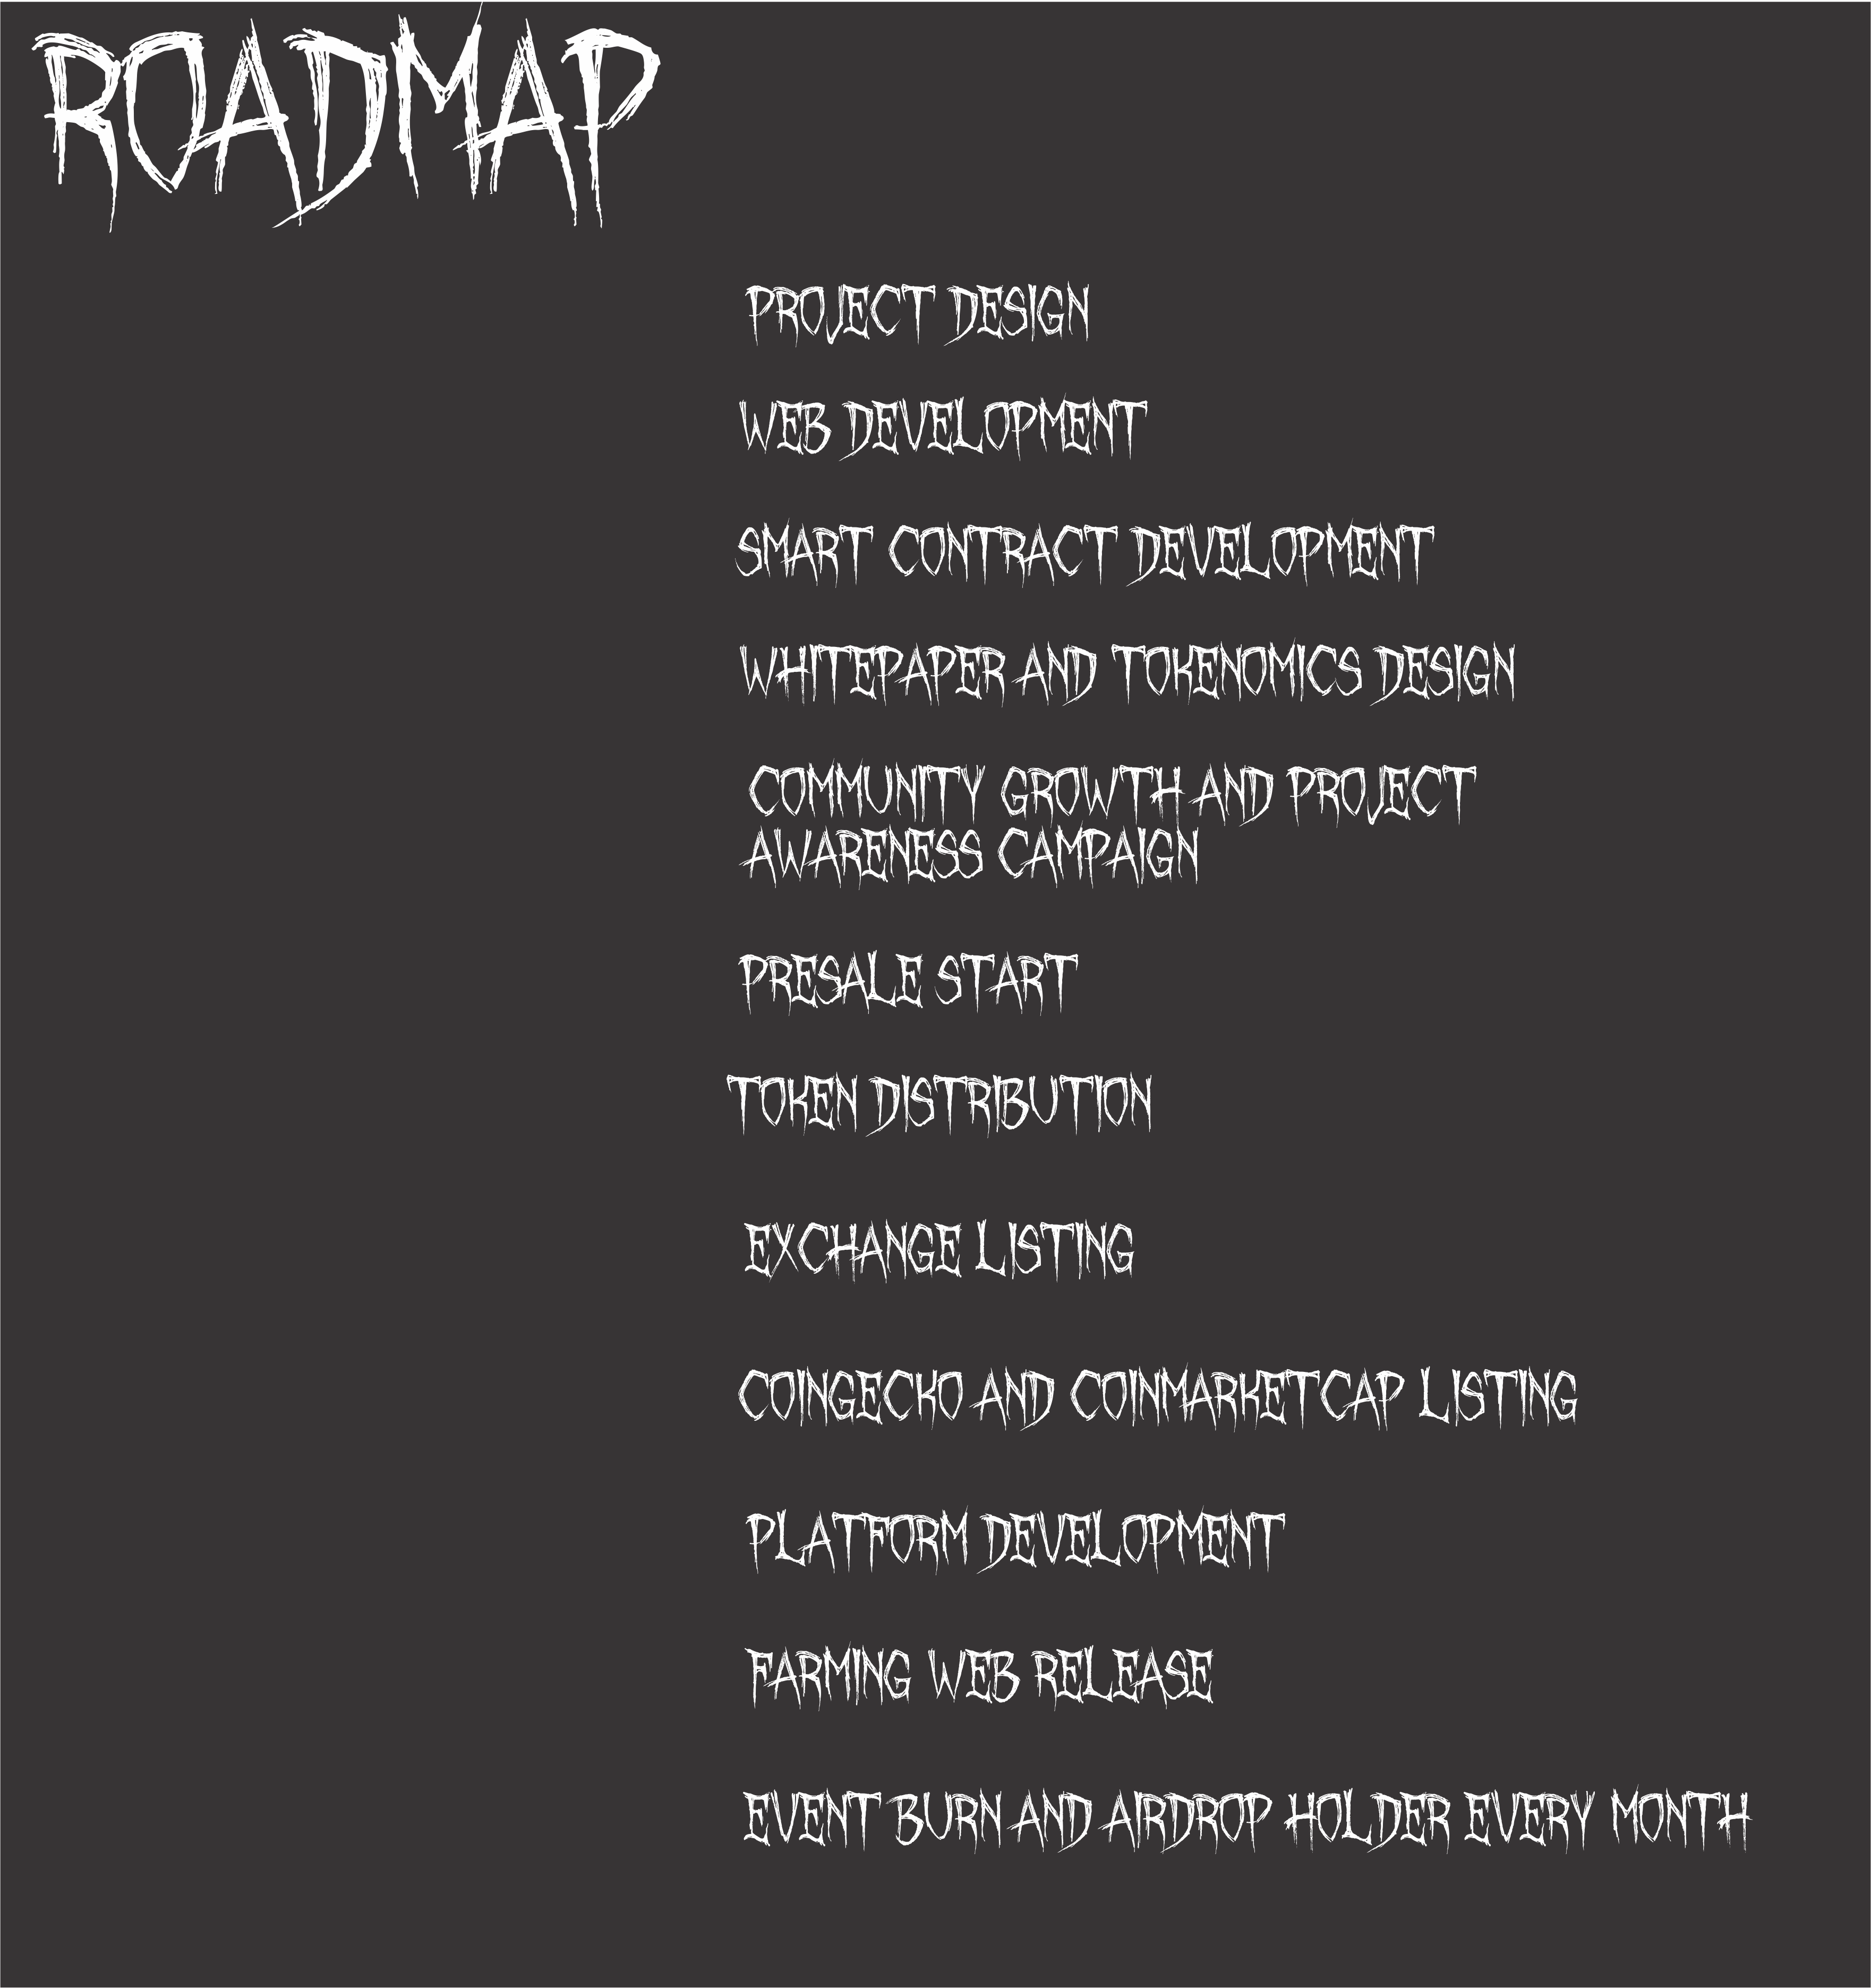 ROADMAP
PROJECT DESIGN
WEB DEVELOPMENT
SMART CONTRACT DEVELOPMENT
WHITEPAPER AND TOKENOMICS DESIGN
COMMUNITY GROWTH AND PROJECT
AWARENESS CAMPAIGN
PRESALE START
TOKEN DISTRIBUTION
EXCHANGE LISTING
COINGECKO AND COINMARKETCAP LISTING
PLATFORM DEVELOPMENT
FARMING WEB RELEASE
EVENT BURN AND AIRDROP HOLDER EVERY MONTH